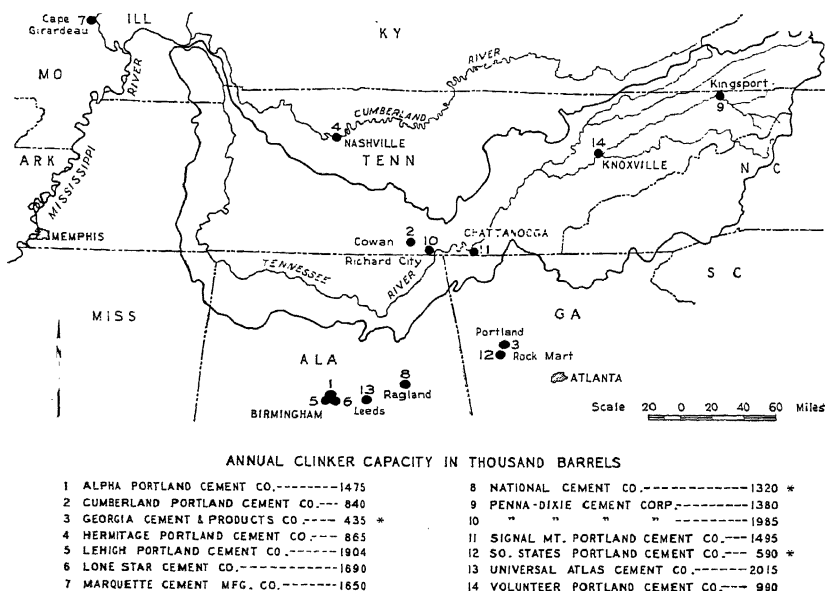 Cape
Girardeau
7
ILL
KY
MO
RIVER
RIVER
CUMBERLAND
Kingsport
9
4
NASHVILLE
TENN
14
KNOXVILLE
S
N C
ARK
MISSISSIPPI
MEMPHIS
2
Cowan
10
Richard City
CHATTANOOGA
11
TENNESSEE
RIVER
S C
MISS
GA
Portland
3
12
Rock Mart
ALA
1
5
6
BIRMINGHAM
13
Leeds
8
Ragland
ATLANTA
Scale 20 0 20 40 60 Miles
ANNUAL CLINKER CAPACITY IN THOUSAND BARRELS
1 ALPHA PORTLAND CEMENT CO.--------1475
2 CUMBERLAND PORTLAND CEMENT CO.--- 840
3 GEORGIA CEMENT & PRODUCTS CO.---- 435 *
4 HERMITAGE PORTLAND CEMENT CO.---- 865
5 LEHIGH PORTLAND CEMENT CO.-------1904
6 LONE STAR CEMENT CO.-------------1690
7 MARQUETTE CEMENT MFG. CO.--------1650
8 NATIONAL CEMENT CO.--------------1320 *
9 PENNA-DIXIE CEMENT CORP.---------1380
10 " " " " ---------1985
11 SIGNAL MT. PORTLAND CEMENT CO.---1495
12 SO. STATES PORTLAND CEMENT CO.--- 590 *
13 UNIVERSAL ATLAS CEMENT CO.-------2015
14 VOLUNTEER PORTLAND CEMENT CO.--- 990